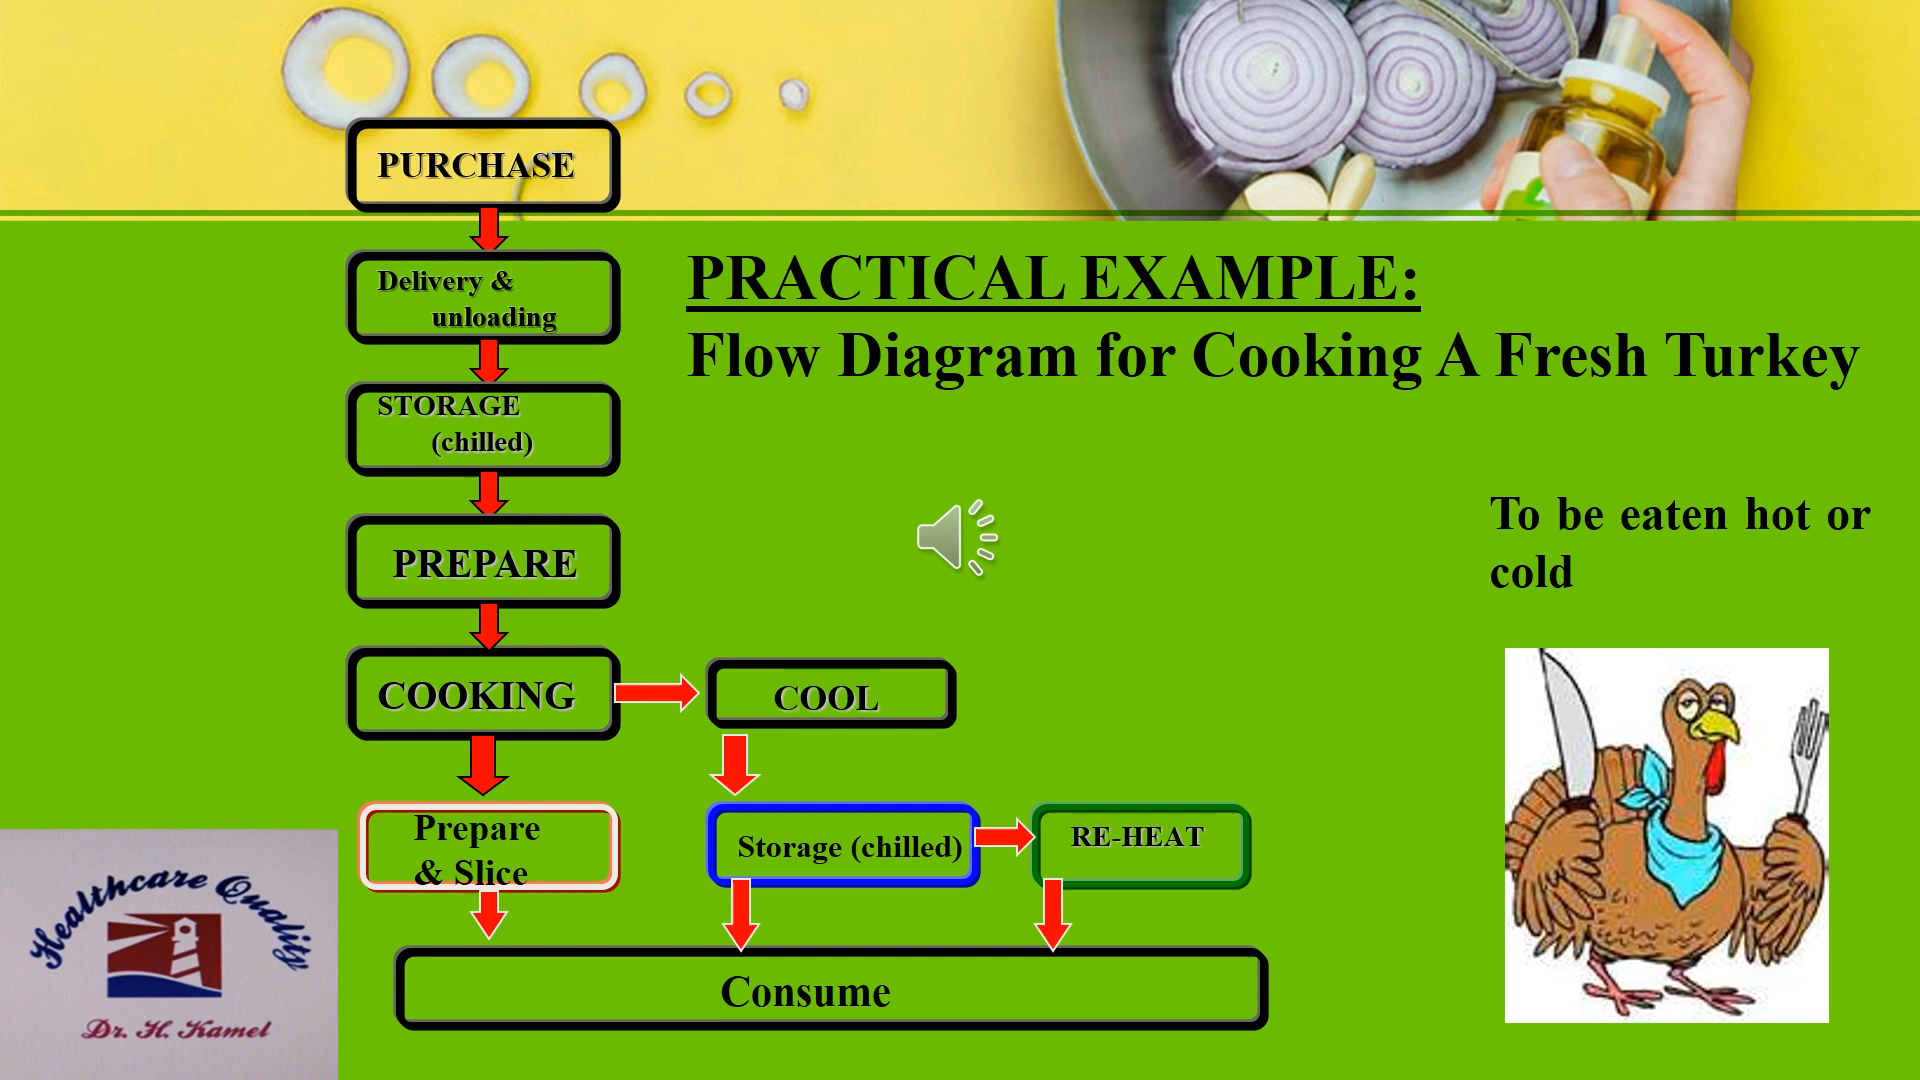 PURCHASE
Delivery &
unloading
STORAGE
(chilled)
PREPARE
COOKING
COOL
Prepare
& Slice
Storage (chilled)
RE-HEAT
Consume
PRACTICAL EXAMPLE:
Flow Diagram for Cooking A Fresh Turkey
To be eaten hot or
cold
Healthcare Quality
Dr. H. Kamel